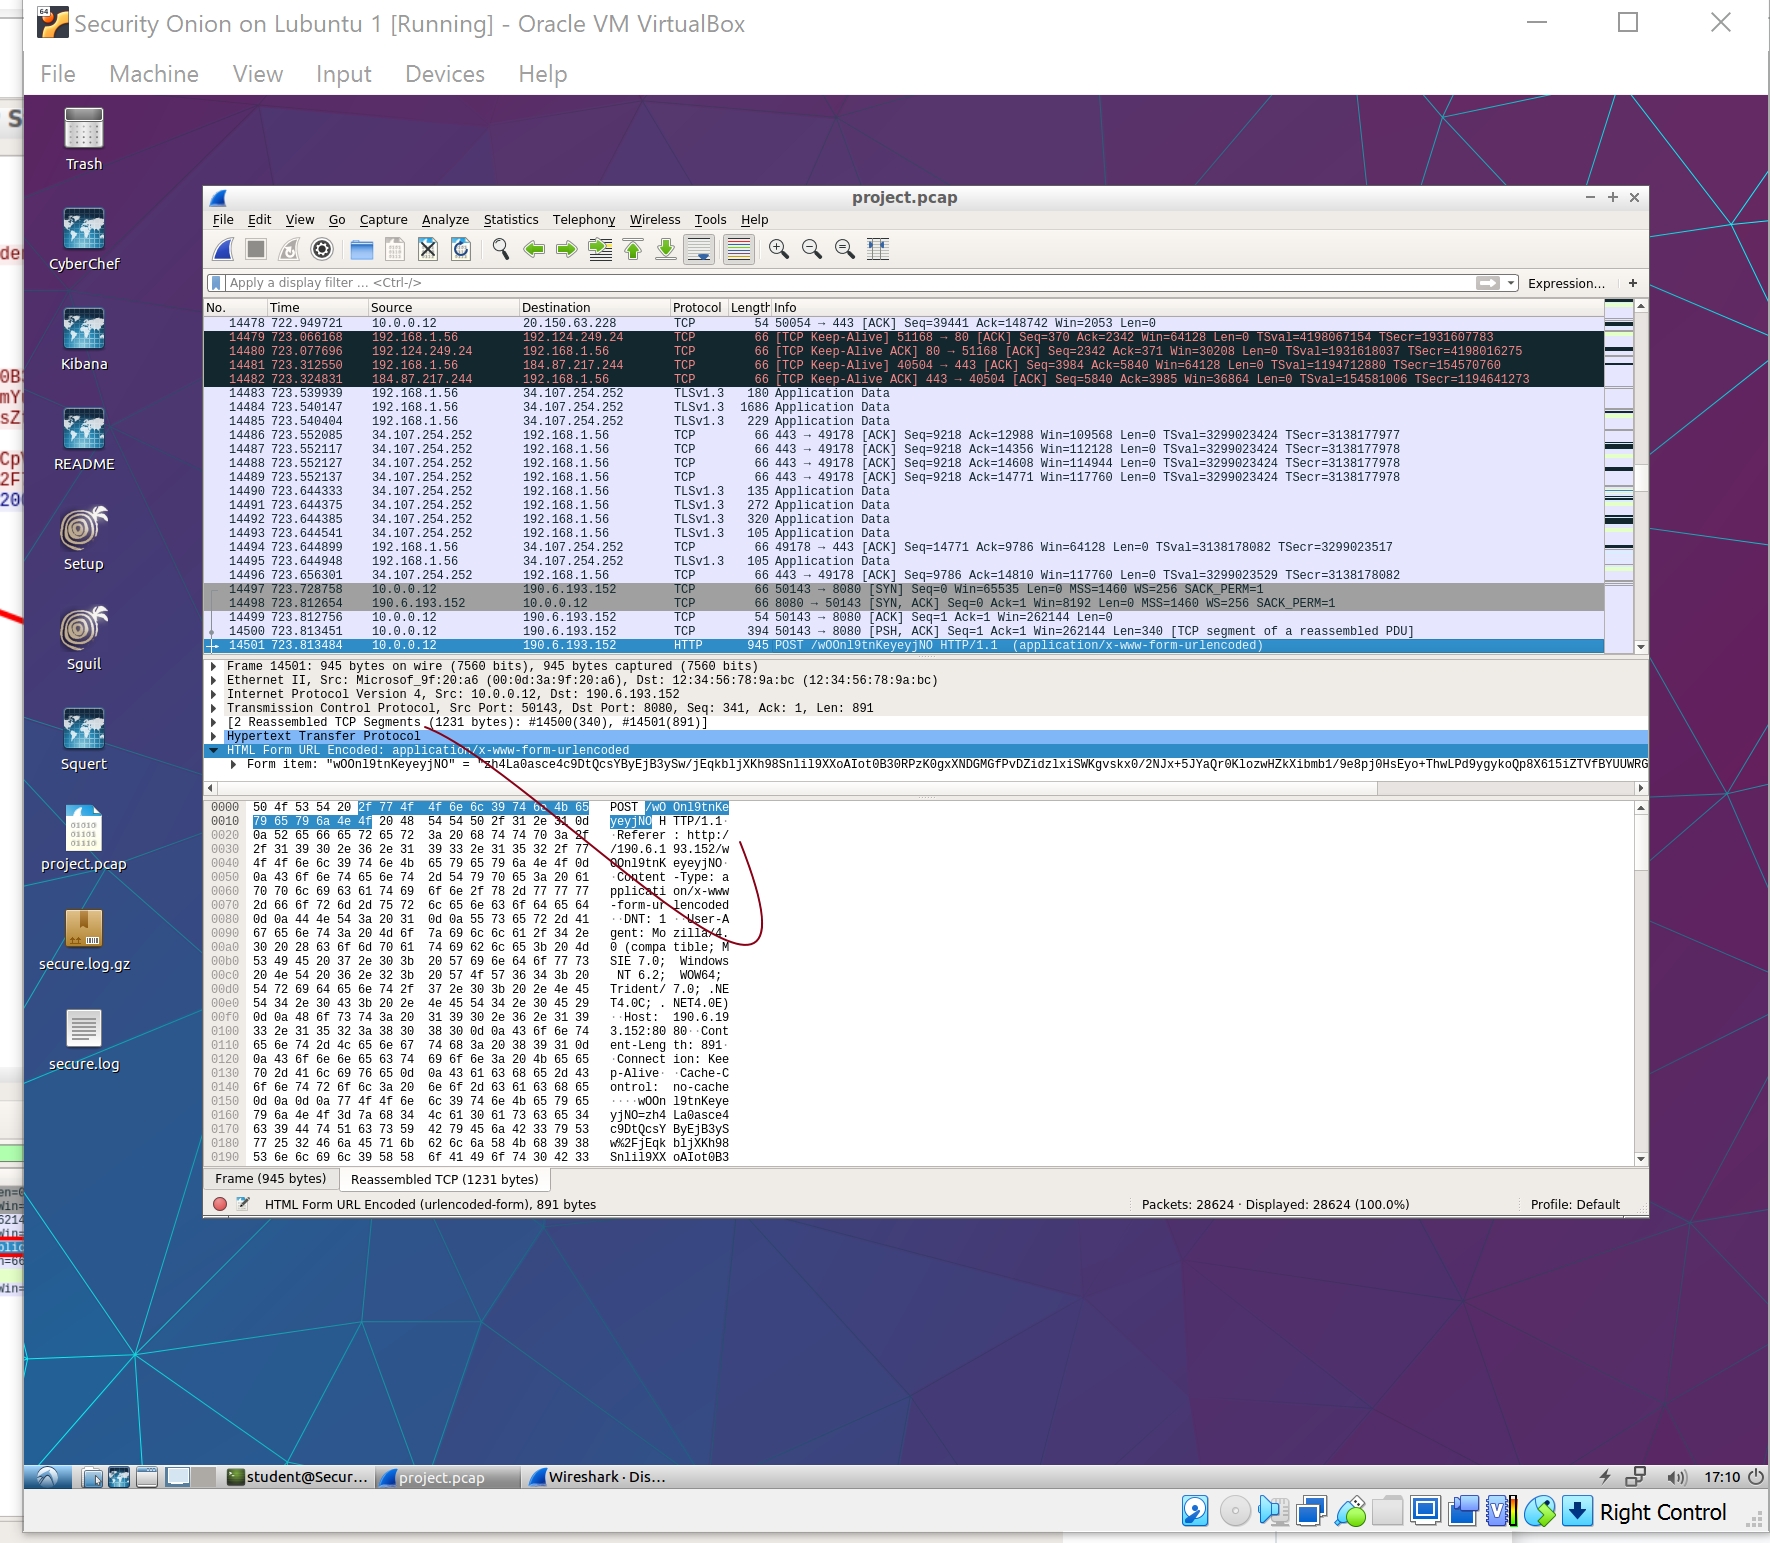 Security Onion on Lubuntu 1 [Running] - Oracle VM VirtualBox
File Machine View Input Devices Help
Trash
CyberChef
Kibana
README
Setup
Sguil
Squert
project.pcap
secure.log.gz
secure.log
project.pcap
File Edit View Go Capture Analyze Statistics Telephony Wireless Tools Help
Apply a display filter ... <Ctrl-/> Expression... +
No. Time Source Destination Protocol Length Info
14478 722.949721 10.0.0.12 20.150.63.228 TCP 54 50054 → 443 [ACK] Seq=39441 Ack=148742 Win=2053 Len=0
14479 723.066168 192.168.1.56 192.124.249.24 TCP 66 [TCP Keep-Alive] 51168 → 80 [ACK] Seq=370 Ack=2342 Win=64128 Len=0 TSval=4198067154 TSecr=1931607783
14480 723.077696 192.124.249.24 192.168.1.56 TCP 66 [TCP Keep-Alive ACK] 80 → 51168 [ACK] Seq=2342 Ack=371 Win=30208 Len=0 TSval=1931618037 TSecr=4198016275
14481 723.312550 192.168.1.56 184.87.217.244 TCP 66 [TCP Keep-Alive] 40504 → 443 [ACK] Seq=3984 Ack=5840 Win=64128 Len=0 TSval=1194712880 TSecr=154570760
14482 723.324831 184.87.217.244 192.168.1.56 TCP 66 [TCP Keep-Alive ACK] 443 → 40504 [ACK] Seq=5840 Ack=3985 Win=36864 Len=0 TSval=154581006 TSecr=1194641273
14483 723.539939 192.168.1.56 34.107.254.252 TLSv1.3 180 Application Data
14484 723.540147 192.168.1.56 34.107.254.252 TLSv1.3 1686 Application Data
14485 723.540404 192.168.1.56 34.107.254.252 TLSv1.3 229 Application Data
14486 723.552085 34.107.254.252 192.168.1.56 TCP 66 443 → 49178 [ACK] Seq=9218 Ack=12988 Win=109568 Len=0 TSval=3299023424 TSecr=3138177977
14487 723.552117 34.107.254.252 192.168.1.56 TCP 66 443 → 49178 [ACK] Seq=9218 Ack=14356 Win=112128 Len=0 TSval=3299023424 TSecr=3138177978
14488 723.552127 34.107.254.252 192.168.1.56 TCP 66 443 → 49178 [ACK] Seq=9218 Ack=14608 Win=114944 Len=0 TSval=3299023424 TSecr=3138177978
14489 723.552137 34.107.254.252 192.168.1.56 TCP 66 443 → 49178 [ACK] Seq=9218 Ack=14771 Win=117760 Len=0 TSval=3299023424 TSecr=3138177978
14490 723.644333 34.107.254.252 192.168.1.56 TLSv1.3 135 Application Data
14491 723.644375 34.107.254.252 192.168.1.56 TLSv1.3 272 Application Data
14492 723.644385 34.107.254.252 192.168.1.56 TLSv1.3 320 Application Data
14493 723.644541 34.107.254.252 192.168.1.56 TLSv1.3 105 Application Data
14494 723.644899 192.168.1.56 34.107.254.252 TCP 66 49178 → 443 [ACK] Seq=14771 Ack=9786 Win=64128 Len=0 TSval=3138178082 TSecr=3299023517
14495 723.644948 192.168.1.56 34.107.254.252 TLSv1.3 105 Application Data
14496 723.656301 34.107.254.252 192.168.1.56 TCP 66 443 → 49178 [ACK] Seq=9786 Ack=14810 Win=117760 Len=0 TSval=3299023529 TSecr=3138178082
14497 723.728758 10.0.0.12 190.6.193.152 TCP 66 50143 → 8080 [SYN] Seq=0 Win=65535 Len=0 MSS=1460 WS=256 SACK_PERM=1
14498 723.812654 190.6.193.152 10.0.0.12 TCP 66 8080 → 50143 [SYN, ACK] Seq=0 Ack=1 Win=8192 Len=0 MSS=1460 WS=256 SACK_PERM=1
14499 723.812756 10.0.0.12 190.6.193.152 TCP 54 50143 → 8080 [ACK] Seq=1 Ack=1 Win=262144 Len=0
14500 723.813451 10.0.0.12 190.6.193.152 TCP 394 50143 → 8080 [PSH, ACK] Seq=1 Ack=1 Win=262144 Len=340 [TCP segment of a reassembled PDU]
14501 723.813484 10.0.0.12 190.6.193.152 HTTP 945 POST /wOOnl9tnKeyeyjNO HTTP/1.1 (application/x-www-form-urlencoded)
Frame 14501: 945 bytes on wire (7560 bits), 945 bytes captured (7560 bits)
Ethernet II, Src: Microsof_9f:20:a6 (00:0d:3a:9f:20:a6), Dst: 12:34:56:78:9a:bc (12:34:56:78:9a:bc)
Internet Protocol Version 4, Src: 10.0.0.12, Dst: 190.6.193.152
Transmission Control Protocol, Src Port: 50143, Dst Port: 8080, Seq: 341, Ack: 1, Len: 891
[2 Reassembled TCP Segments (1231 bytes): #14500(340), #14501(891)]
Hypertext Transfer Protocol
HTML Form URL Encoded: application/x-www-form-urlencoded
Form item: "wOOnl9tnKeyeyjNO" = "zh4La0asce4c9DtQcsYByEjB3ySw/jEqkbljXKh98Snlil9XXoAIot0B30RPzK0gxXNDGMGfPvDZidzlxiSWKgvskx0/2NJx+5JYaQr0KlozwHZkXibmb1/9e8pj0HsEyo+ThwLPd9ygykoQp8X615iZTVfBYUUWRG
0000 50 4f 53 54 20 2f 77 4f 4f 6e 6c 39 74 6e 4b 65 POST /wO Onl9tnKe
0010 79 65 79 6a 4e 4f 20 48 54 54 50 2f 31 2e 31 0d yeyjNO H TTP/1.1·
0020 0a 52 65 66 65 72 65 72 3a 20 68 74 74 70 3a 2f ·Referer : http:/
0030 2f 31 39 30 2e 36 2e 31 39 33 2e 31 35 32 2f 77 /190.6.1 93.152/w
0040 4f 4f 6e 6c 39 74 6e 4b 65 79 65 79 6a 4e 4f 0d OOnl9tnK eyeyjNO·
0050 0a 43 6f 6e 74 65 6e 74 2d 54 79 70 65 3a 20 61 ·Content -Type: a
0060 70 70 6c 69 63 61 74 69 6f 6e 2f 78 2d 77 77 77 pplicati on/x-www
0070 2d 66 6f 72 6d 2d 75 72 6c 65 6e 63 6f 64 65 64 -form-ur lencoded
0080 0d 0a 44 4e 54 3a 20 31 0d 0a 55 73 65 72 2d 41 ··DNT: 1 ··User-A
0090 67 65 6e 74 3a 20 4d 6f 7a 69 6c 6c 61 2f 34 2e gent: Mo zilla/4.
00a0 30 20 28 63 6f 6d 70 61 74 69 62 6c 65 3b 20 4d 0 (compa tible; M
00b0 53 49 45 20 37 2e 30 3b 20 57 69 6e 64 6f 77 73 SIE 7.0; Windows
00c0 20 4e 54 20 36 2e 32 3b 20 57 4f 57 36 34 3b 20 NT 6.2; WOW64;
00d0 54 72 69 64 65 6e 74 2f 37 2e 30 3b 20 2e 4e 45 Trident/ 7.0; .NE
00e0 54 34 2e 30 43 3b 20 2e 4e 45 54 34 2e 30 45 29 T4.0C; . NET4.0E)
00f0 0d 0a 48 6f 73 74 3a 20 31 39 30 2e 36 2e 31 39 ··Host: 190.6.19
0100 33 2e 31 35 32 3a 38 30 38 30 0d 0a 43 6f 6e 74 3.152:80 80··Cont
0110 65 6e 74 2d 4c 65 6e 67 74 68 3a 20 38 39 31 0d ent-Leng th: 891·
0120 0a 43 6f 6e 6e 65 63 74 69 6f 6e 3a 20 4b 65 65 ·Connect ion: Kee
0130 70 2d 41 6c 69 76 65 0d 0a 43 61 63 68 65 2d 43 p-Alive· ·Cache-C
0140 6f 6e 74 72 6f 6c 3a 20 6e 6f 2d 63 61 63 68 65 ontrol: no-cache
0150 0d 0a 0d 0a 77 4f 4f 6e 6c 39 74 6e 4b 65 79 65 ····wOOn l9tnKeye
0160 79 6a 4e 4f 3d 7a 68 34 4c 61 30 61 73 63 65 34 yjNO=zh4 La0asce4
0170 63 39 44 74 51 63 73 59 42 79 45 6a 42 33 79 53 c9DtQcsY ByEjB3yS
0180 77 25 32 46 6a 45 71 6b 62 6c 6a 58 4b 68 39 38 w%2FjEqk bljXKh98
0190 53 6e 6c 69 6c 39 58 58 6f 41 49 6f 74 30 42 33 Snlil9XX oAIot0B3
Frame (945 bytes) Reassembled TCP (1231 bytes)
HTML Form URL Encoded (urlencoded-form), 891 bytes Packets: 28624 · Displayed: 28624 (100.0%) Profile: Default
student@Secur... project.pcap Wireshark · Dis... 17:10
Right Control